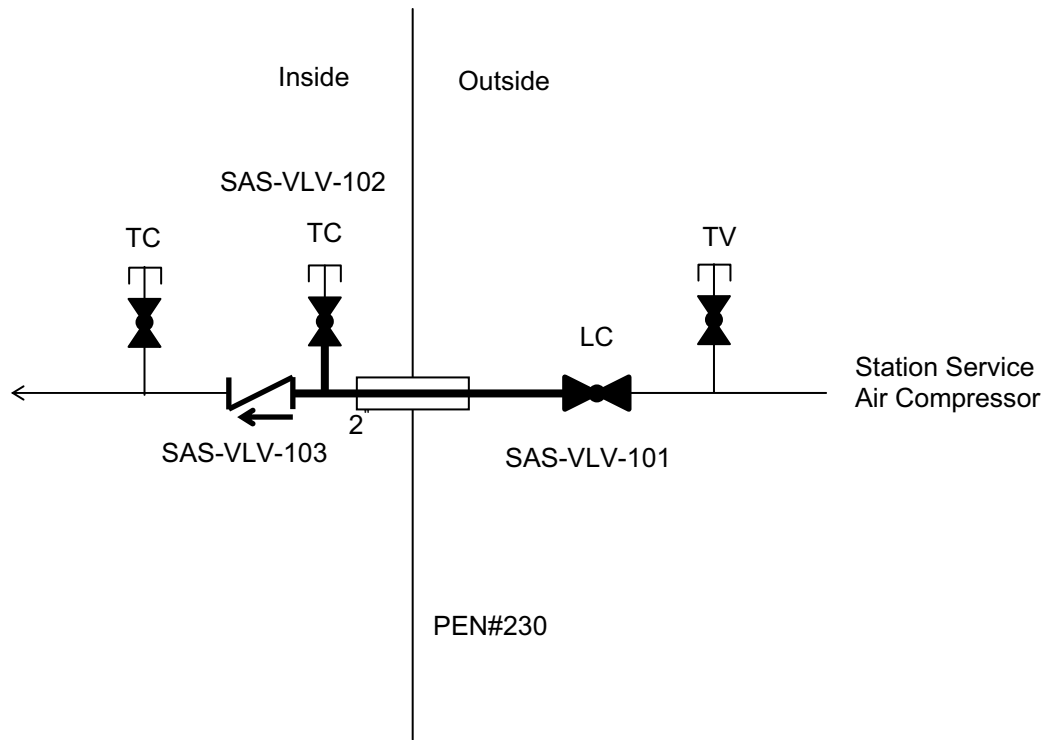 Inside
Outside
SAS-VLV-102
TC
TC
TV
LC
Station Service
Air Compressor
2"
SAS-VLV-103
SAS-VLV-101
PEN#230